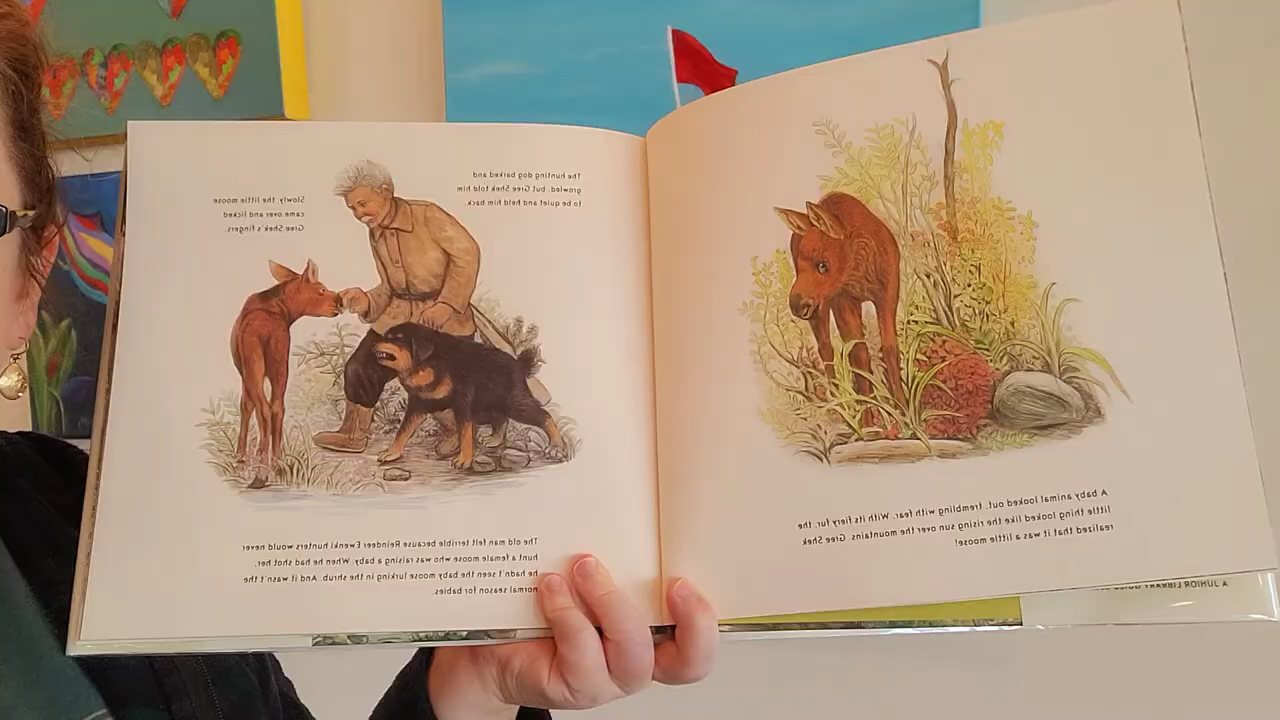 A baby animal looked out, trembling with fear. With its fiery fur, the
little thing looked like the rising sun over the mountains. Gree Shek
realized that it was a little moose!
A JUNIOR LIBRARY GUILD
The hunting dog barked and
growled, but Gree Shek told him
to be quiet and held him back.
Slowly the little moose
came over and licked
Gree Shek's fingers.
The old man felt terrible because Reindeer Ewenki hunters would never
hunt a female moose who was raising a baby. When he had shot her,
he hadn't seen the baby moose lurking in the shrub. And it wasn't the
normal season for babies.